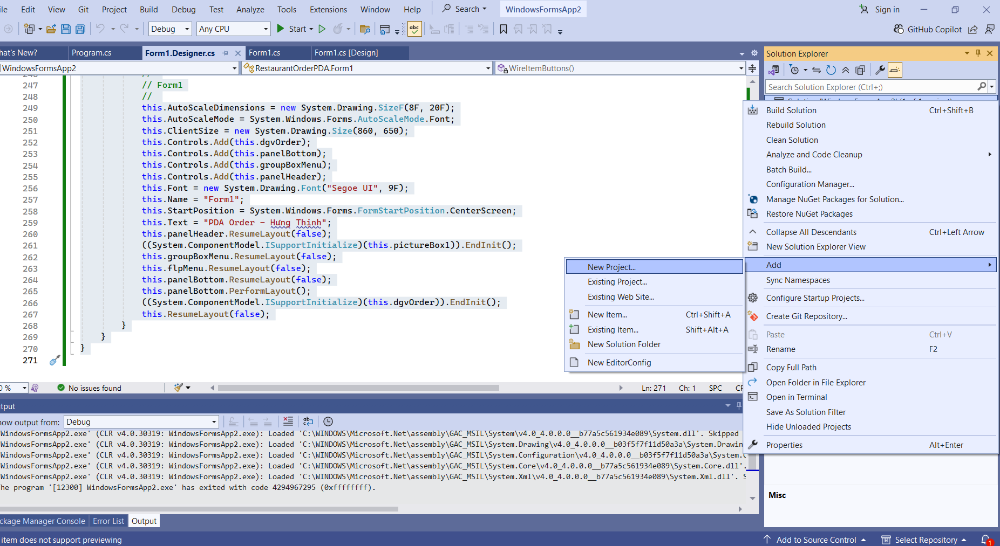 Edit View Git Project Build Debug Test Analyze Tools Extensions Window Help Search WindowsFormsApp2 Sign in
Debug Any CPU Start abc GitHub Copilot
hat's New? Program.cs Form1.Designer.cs Form1.cs Form1.cs [Design]
Solution Explorer
WindowsFormsApp2 RestaurantOrderPDA.Form1 WireItemButtons()
Search Solution Explorer (Ctrl+;)
247 // Form1
248 //
249 this.AutoScaleDimensions = new System.Drawing.SizeF(8F, 20F);
250 this.AutoScaleMode = System.Windows.Forms.AutoScaleMode.Font;
251 this.ClientSize = new System.Drawing.Size(860, 650);
252 this.Controls.Add(this.dgvOrder);
253 this.Controls.Add(this.panelBottom);
254 this.Controls.Add(this.groupBoxMenu);
255 this.Controls.Add(this.panelHeader);
256 this.Font = new System.Drawing.Font("Segoe UI", 9F);
257 this.Name = "Form1";
258 this.StartPosition = System.Windows.Forms.FormStartPosition.CenterScreen;
259 this.Text = "PDA Order – Hưng Thịnh";
260 this.panelHeader.ResumeLayout(false);
261 ((System.ComponentModel.ISupportInitialize)(this.pictureBox1)).EndInit();
262 this.groupBoxMenu.ResumeLayout(false);
263 this.flpMenu.ResumeLayout(false);
264 this.panelBottom.ResumeLayout(false);
265 this.panelBottom.PerformLayout();
266 ((System.ComponentModel.ISupportInitialize)(this.dgvOrder)).EndInit();
267 this.ResumeLayout(false);
268 }
269 }
270 }
271
Build Solution Ctrl+Shift+B
Rebuild Solution
Clean Solution
Analyze and Code Cleanup
Batch Build...
Configuration Manager...
Manage NuGet Packages for Solution...
Restore NuGet Packages
Collapse All Descendants Ctrl+Left Arrow
New Solution Explorer View
Add
Sync Namespaces
Configure Startup Projects...
Create Git Repository...
Paste Ctrl+V
Rename F2
Copy Full Path
Open Folder in File Explorer
Open in Terminal
Save As Solution Filter
Hide Unloaded Projects
Properties Alt+Enter
New Project...
Existing Project...
Existing Web Site...
New Item... Ctrl+Shift+A
Existing Item... Shift+Alt+A
New Solution Folder
New EditorConfig
0 % No issues found Ln: 271 Ch: 1 SPC
tput
how output from: Debug
WindowsFormsApp2.exe' (CLR v4.0.30319: WindowsFormsApp2.exe): Loaded 'C:\WINDOWS\Microsoft.Net\assembly\GAC_MSIL\System\v4.0_4.0.0.0__b77a5c561934e089\System.dll'. Skipped
WindowsFormsApp2.exe' (CLR v4.0.30319: WindowsFormsApp2.exe): Loaded 'C:\WINDOWS\Microsoft.Net\assembly\GAC_MSIL\System.Drawing\v4.0_4.0.0.0__b03f5f7f11d50a3a\System.Drawin
WindowsFormsApp2.exe' (CLR v4.0.30319: WindowsFormsApp2.exe): Loaded 'C:\WINDOWS\Microsoft.Net\assembly\GAC_MSIL\System.Configuration\v4.0_4.0.0.0__b03f5f7f11d50a3a\System.C
WindowsFormsApp2.exe' (CLR v4.0.30319: WindowsFormsApp2.exe): Loaded 'C:\WINDOWS\Microsoft.Net\assembly\GAC_MSIL\System.Core\v4.0_4.0.0.0__b77a5c561934e089\System.Core.dll'.
WindowsFormsApp2.exe' (CLR v4.0.30319: WindowsFormsApp2.exe): Loaded 'C:\WINDOWS\Microsoft.Net\assembly\GAC_MSIL\System.Xml\v4.0_4.0.0.0__b77a5c561934e089\System.Xml.dll'. S
he program '[12300] WindowsFormsApp2.exe' has exited with code 4294967295 (0xffffffff).
Misc
ckage Manager Console Error List Output
item does not support previewing Add to Source Control Select Repository 1